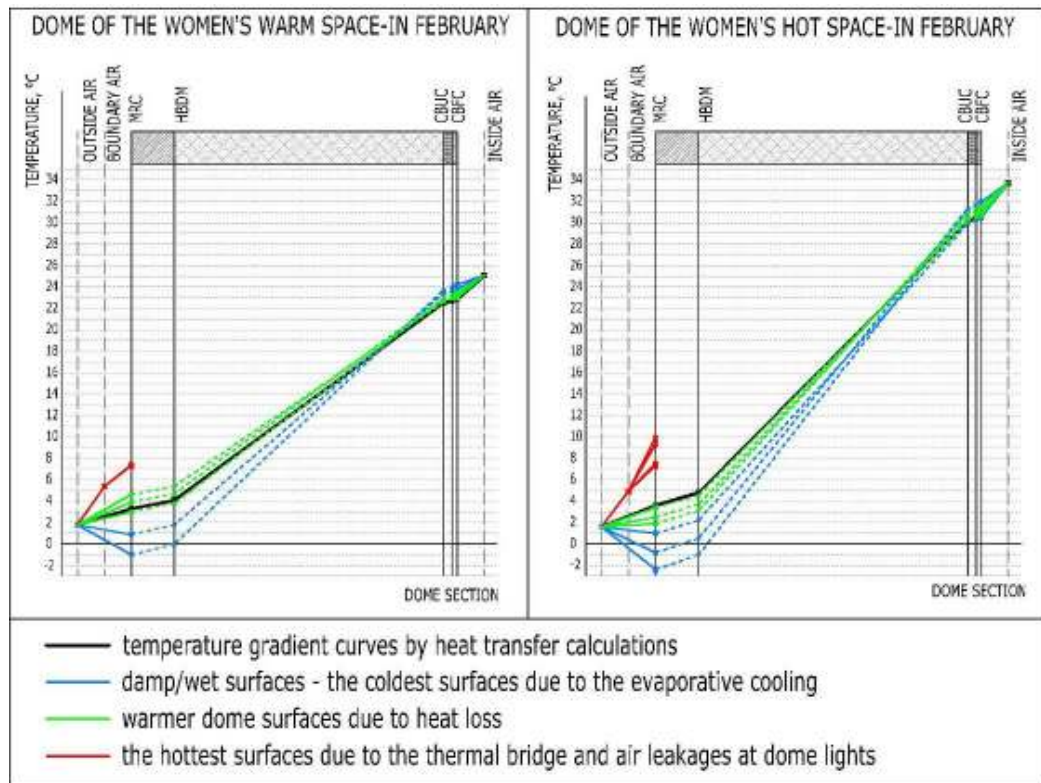 DOME OF THE WOMEN'S WARM SPACE-IN FEBRUARY
TEMPERATURE, ºC
OUTSIDE AIR
BOUNDARY AIR
MRC
HBDM
CBUC
CBFC
INSIDE AIR
34
32
30
28
26
24
22
20
18
16
14
12
10
8
6
4
2
0
-2
DOME SECTION
DOME OF THE WOMEN'S HOT SPACE-IN FEBRUARY
TEMPERATURE, ºC
OUTSIDE AIR
BOUNDARY AIR
MRC
HBDM
CBUC
CBFC
INSIDE AIR
34
32
30
28
26
24
22
20
18
16
14
12
10
8
6
4
2
0
-2
DOME SECTION
temperature gradient curves by heat transfer calculations
damp/wet surfaces - the coldest surfaces due to the evaporative cooling
warmer dome surfaces due to heat loss
the hottest surfaces due to the thermal bridge and air leakages at dome lights